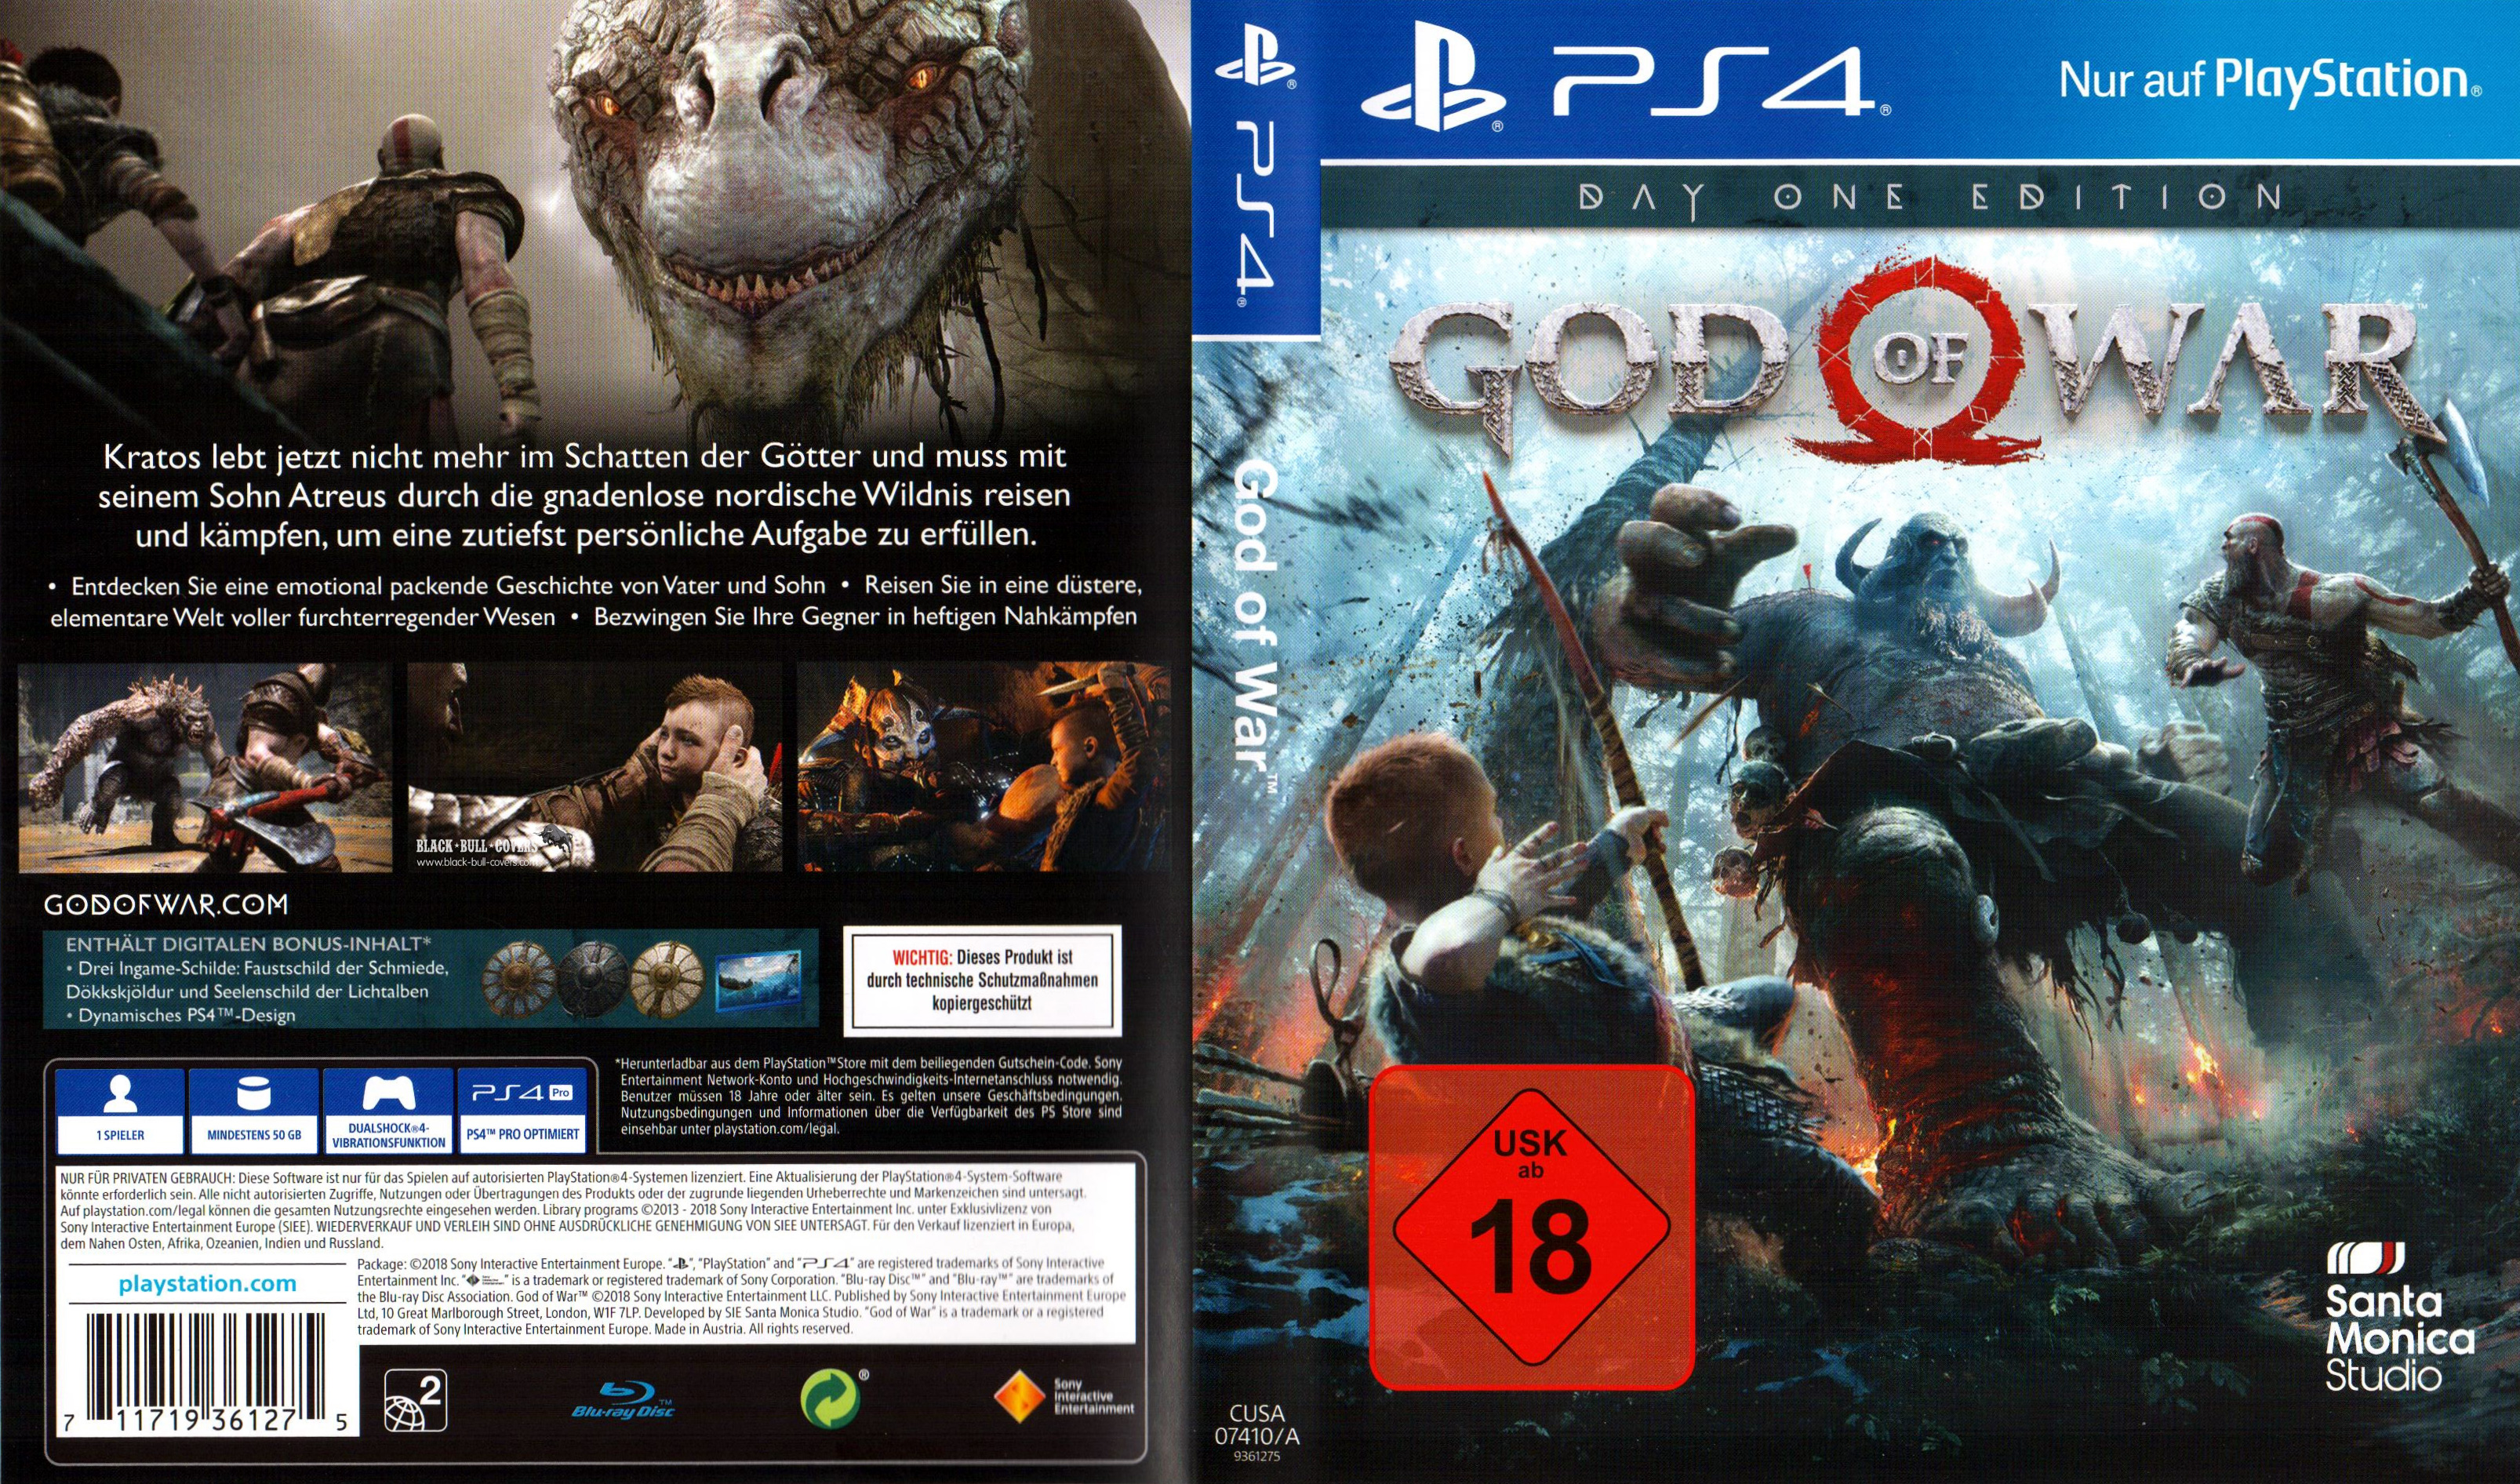 Kratos lebt jetzt nicht mehr im Schatten der Götter und muss mit
seinem Sohn Atreus durch die gnadenlose nordische Wildnis reisen
und kämpfen, um eine zutiefst persönliche Aufgabe zu erfüllen.
• Entdecken Sie eine emotional packende Geschichte von Vater und Sohn • Reisen Sie in eine düstere,
elementare Welt voller furchterregender Wesen • Bezwingen Sie Ihre Gegner in heftigen Nahkämpfen
BLACK•BULL•COVERS
www.black-bull-covers.com
GODOFWAR.COM
ENTHÄLT DIGITALEN BONUS-INHALT*
• Drei Ingame-Schilde: Faustschild der Schmiede,
Dökkskjöldur und Seelenschild der Lichtalben
• Dynamisches PS4™-Design
WICHTIG: Dieses Produkt ist
durch technische Schutzmaßnahmen
kopiergeschützt
*Herunterladbar aus dem PlayStation™Store mit dem beiliegenden Gutschein-Code. Sony
Entertainment Network-Konto und Hochgeschwindigkeits-Internetanschluss notwendig.
Benutzer müssen 18 Jahre oder älter sein. Es gelten unsere Geschäftsbedingungen.
Nutzungsbedingungen und Informationen über die Verfügbarkeit des PS Store sind
einsehbar unter playstation.com/legal.
1 SPIELER
MINDESTENS 50 GB
DUALSHOCK®4-
VIBRATIONSFUNKTION
PS4 Pro
PS4™ PRO OPTIMIERT
NUR FÜR PRIVATEN GEBRAUCH: Diese Software ist nur für das Spielen auf autorisierten PlayStation®4-Systemen lizenziert. Eine Aktualisierung der PlayStation®4-System-Software
könnte erforderlich sein. Alle nicht autorisierten Zugriffe, Nutzungen oder Übertragungen des Produkts oder der zugrunde liegenden Urheberrechte und Markenzeichen sind untersagt.
Auf playstation.com/legal können die gesamten Nutzungsrechte eingesehen werden. Library programs ©2013 - 2018 Sony Interactive Entertainment Inc. unter Exklusivlizenz von
Sony Interactive Entertainment Europe (SIEE). WIEDERVERKAUF UND VERLEIH SIND OHNE AUSDRÜCKLICHE GENEHMIGUNG VON SIEE UNTERSAGT. Für den Verkauf lizenziert in Europa,
dem Nahen Osten, Afrika, Ozeanien, Indien und Russland.
playstation.com
Package: ©2018 Sony Interactive Entertainment Europe. "", "PlayStation" and "PS4" are registered trademarks of Sony Interactive
Entertainment Inc. "" is a trademark or registered trademark of Sony Corporation. "Blu-ray Disc™" and "Blu-ray™" are trademarks of
the Blu-ray Disc Association. God of War™ ©2018 Sony Interactive Entertainment LLC. Published by Sony Interactive Entertainment Europe
Ltd, 10 Great Marlborough Street, London, W1F 7LP. Developed by SIE Santa Monica Studio. "God of War" is a trademark or a registered
trademark of Sony Interactive Entertainment Europe. Made in Austria. All rights reserved.
7 11719 36127 5
2
Blu-ray Disc™
®
Sony
Interactive
Entertainment
PS4®
God of War™
CUSA
07410/A
9361275
PS4®
Nur auf PlayStation®
DAY ONE EDITION
GOD OF WAR™
USK
ab
18
Santa
Monica
Studio